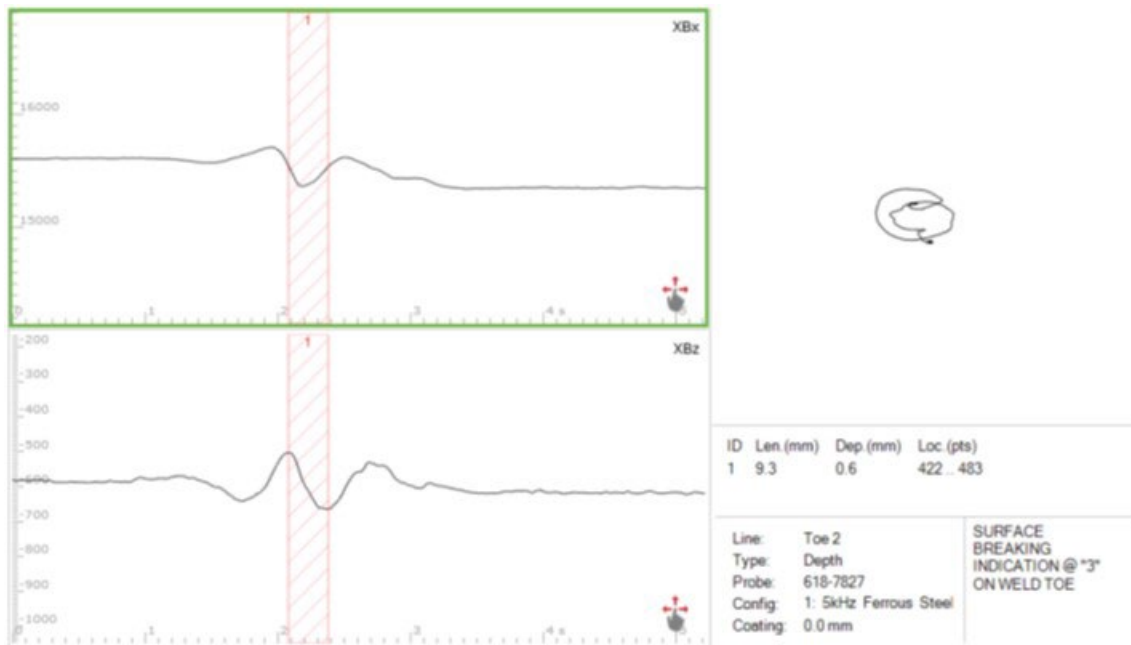 1
XBx
16000
15000
0 1 2 3 4 s 5
1
XBz
-200
-300
-400
-500
-600
-700
-800
-900
-1000
0 1 2 3 4 s 5
ID Len.(mm) Dep.(mm) Loc.(pts)
1 9.3 0.6 422 ... 483
Line: Toe 2
Type: Depth
Probe: 618-7827
Config: 1: 5kHz Ferrous Steel
Coating: 0.0 mm
SURFACE
BREAKING
INDICATION @ "3"
ON WELD TOE